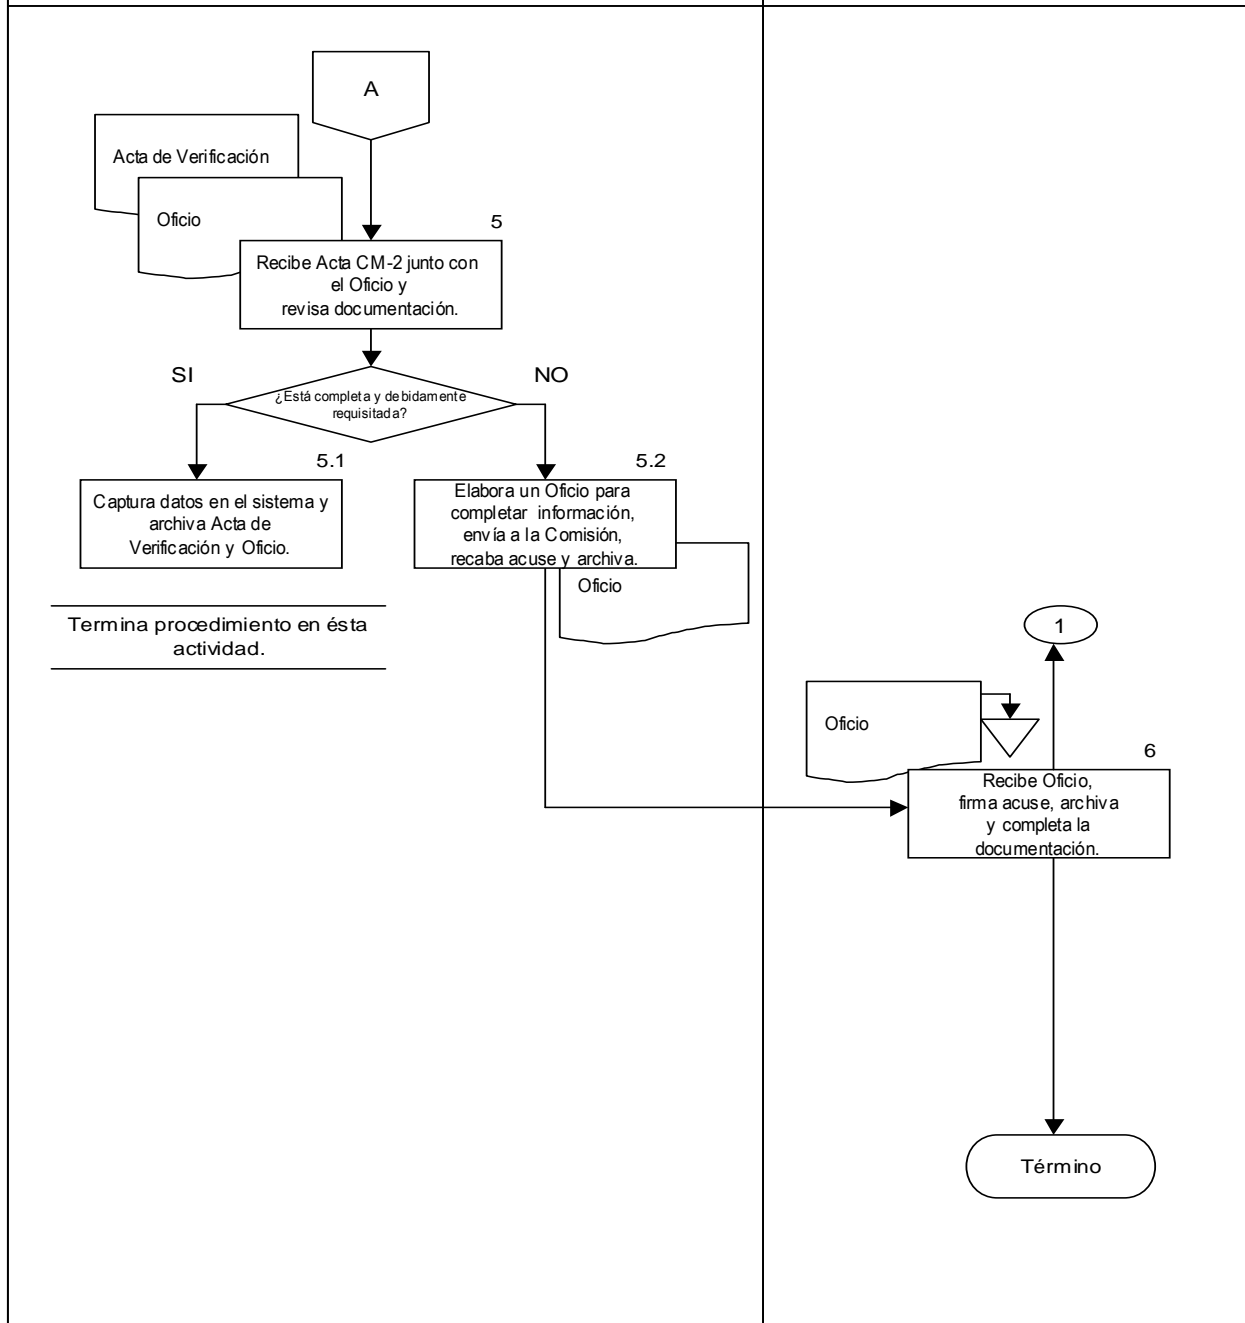 A
Acta de Verificación
Oficio
5
Recibe Acta CM-2 junto con
el Oficio y
revisa documentación.
SI
NO
¿Está completa y debidamente
requisitada?
5.1
Captura datos en el sistema y
archiva Acta de
Verificación y Oficio.
5.2
Elabora un Oficio para
completar información,
envía a la Comisión,
recaba acuse y archiva.
Oficio
Termina procedimiento en ésta
actividad.
1
Oficio
6
Recibe Oficio,
firma acuse, archiva
y completa la
documentación.
Término